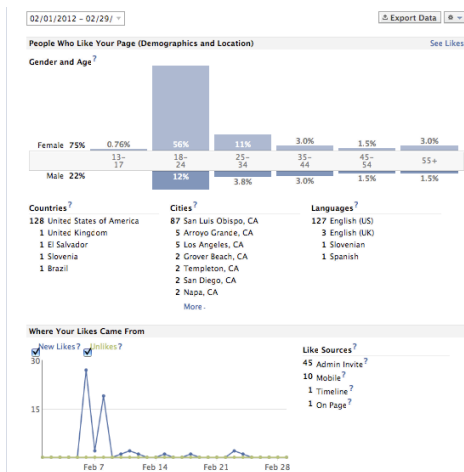 02/01/2012 - 02/29/
Export Data
People Who Like Your Page (Demographics and Location)
See Likes
Gender and Age?
Female 75% 0.76% 56% 11% 3.0% 1.5% 3.0%
13-17 18-24 25-34 35-44 45-54 55+
Male 22% 12% 3.8% 3.0% 1.5% 1.5%
Countries?
128 United States of America
1 United Kingcom
1 El Salvador
1 Slovenia
1 Brazil
Cities?
87 San Luis Obispo, CA
5 Arroyo Grance, CA
5 Los Angeles, CA
2 Grover Beach, CA
2 Templeton, CA
2 San Diego, CA
2 Napa, CA
More
Languages?
127 English (US)
3 English (UK)
1 Slovenian
1 Spanish
Where Your Likes Came From
New Likes? Unlikes?
30
15
Feb 7 Feb 14 Feb 21 Feb 28
Like Sources?
45 Admin Invite?
10 Mobile?
1 Timeline?
1 On Page?